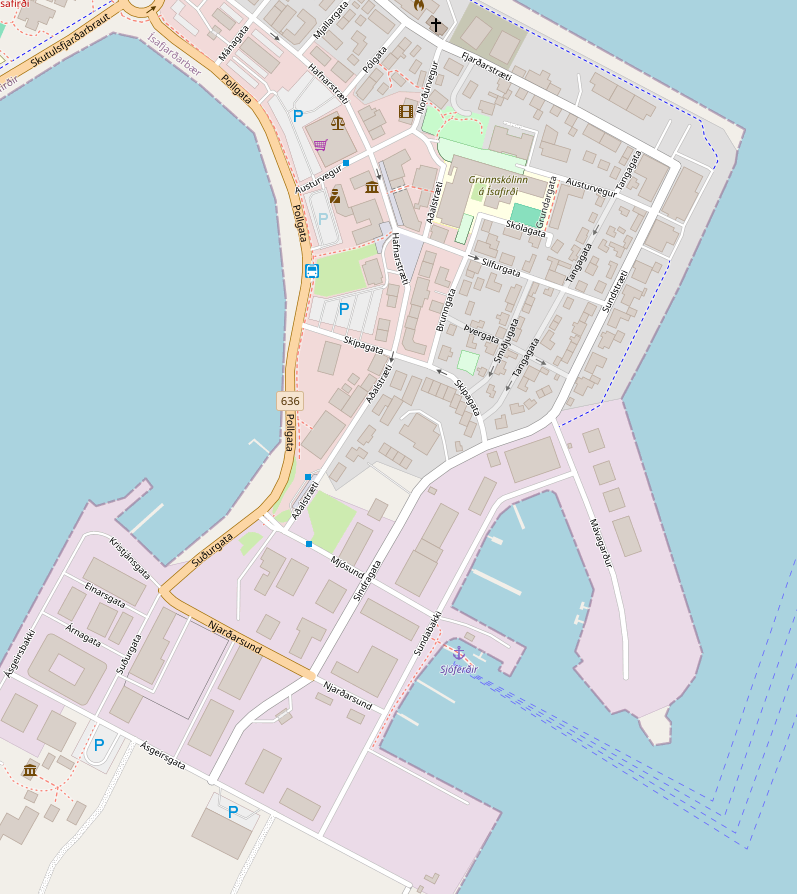 safirði
Skutulsfjarðarbraut
Ísafjarðarbær
Mánagata
Mjallargata
Hafnarstræti
Pólgata
Norðurvegur
Fjarðarstræti
Pollgata
P
Austurvegur
Grunnskólinn
á Ísafirði
Austurvegur
Tangagata
Grundargata
Aðalstræti
Skólagata
P
Pollgata
Hafnarstræti
Silfurgata
Tangagata
Sundstræti
P
Brunngata
Þvergata
Smiðjugata
Tangagata
Skipagata
Skipagata
Aðalstræti
636
Pollgata
Aðalstræti
Mávagarður
Suðurgata
Kristjánsgata
Mjósund
Sindragata
Einarsgata
Árnagata
Suðurgata
Ásgeirsbakki
Njarðarsund
Sundabakki
Sjóferðir
Njarðarsund
P
Ásgeirsgata
P